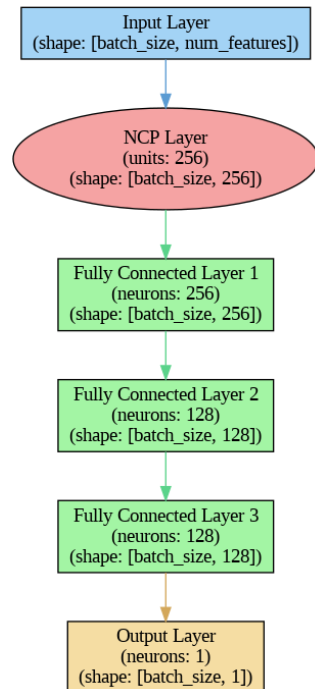 Input Layer
(shape: [batch_size, num_features])
NCP Layer
(units: 256)
(shape: [batch_size, 256])
Fully Connected Layer 1
(neurons: 256)
(shape: [batch_size, 256])
Fully Connected Layer 2
(neurons: 128)
(shape: [batch_size, 128])
Fully Connected Layer 3
(neurons: 128)
(shape: [batch_size, 128])
Output Layer
(neurons: 1)
(shape: [batch_size, 1])